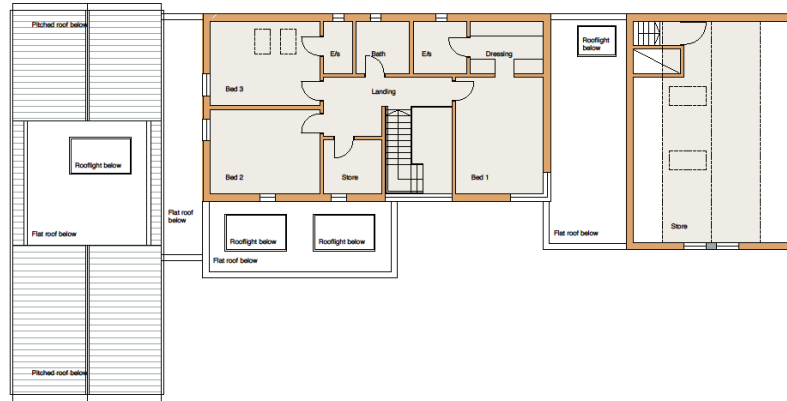 Pitched roof below
Rooflight
below
E/s
Bath
E/s
Dressing
Bed 3
Landing
Rooflight below
Bed 2
Store
Bed 1
Flat roof
below
Store
Flat roof below
Flat roof below
Rooflight below
Rooflight below
Flat roof below
Pitched roof below